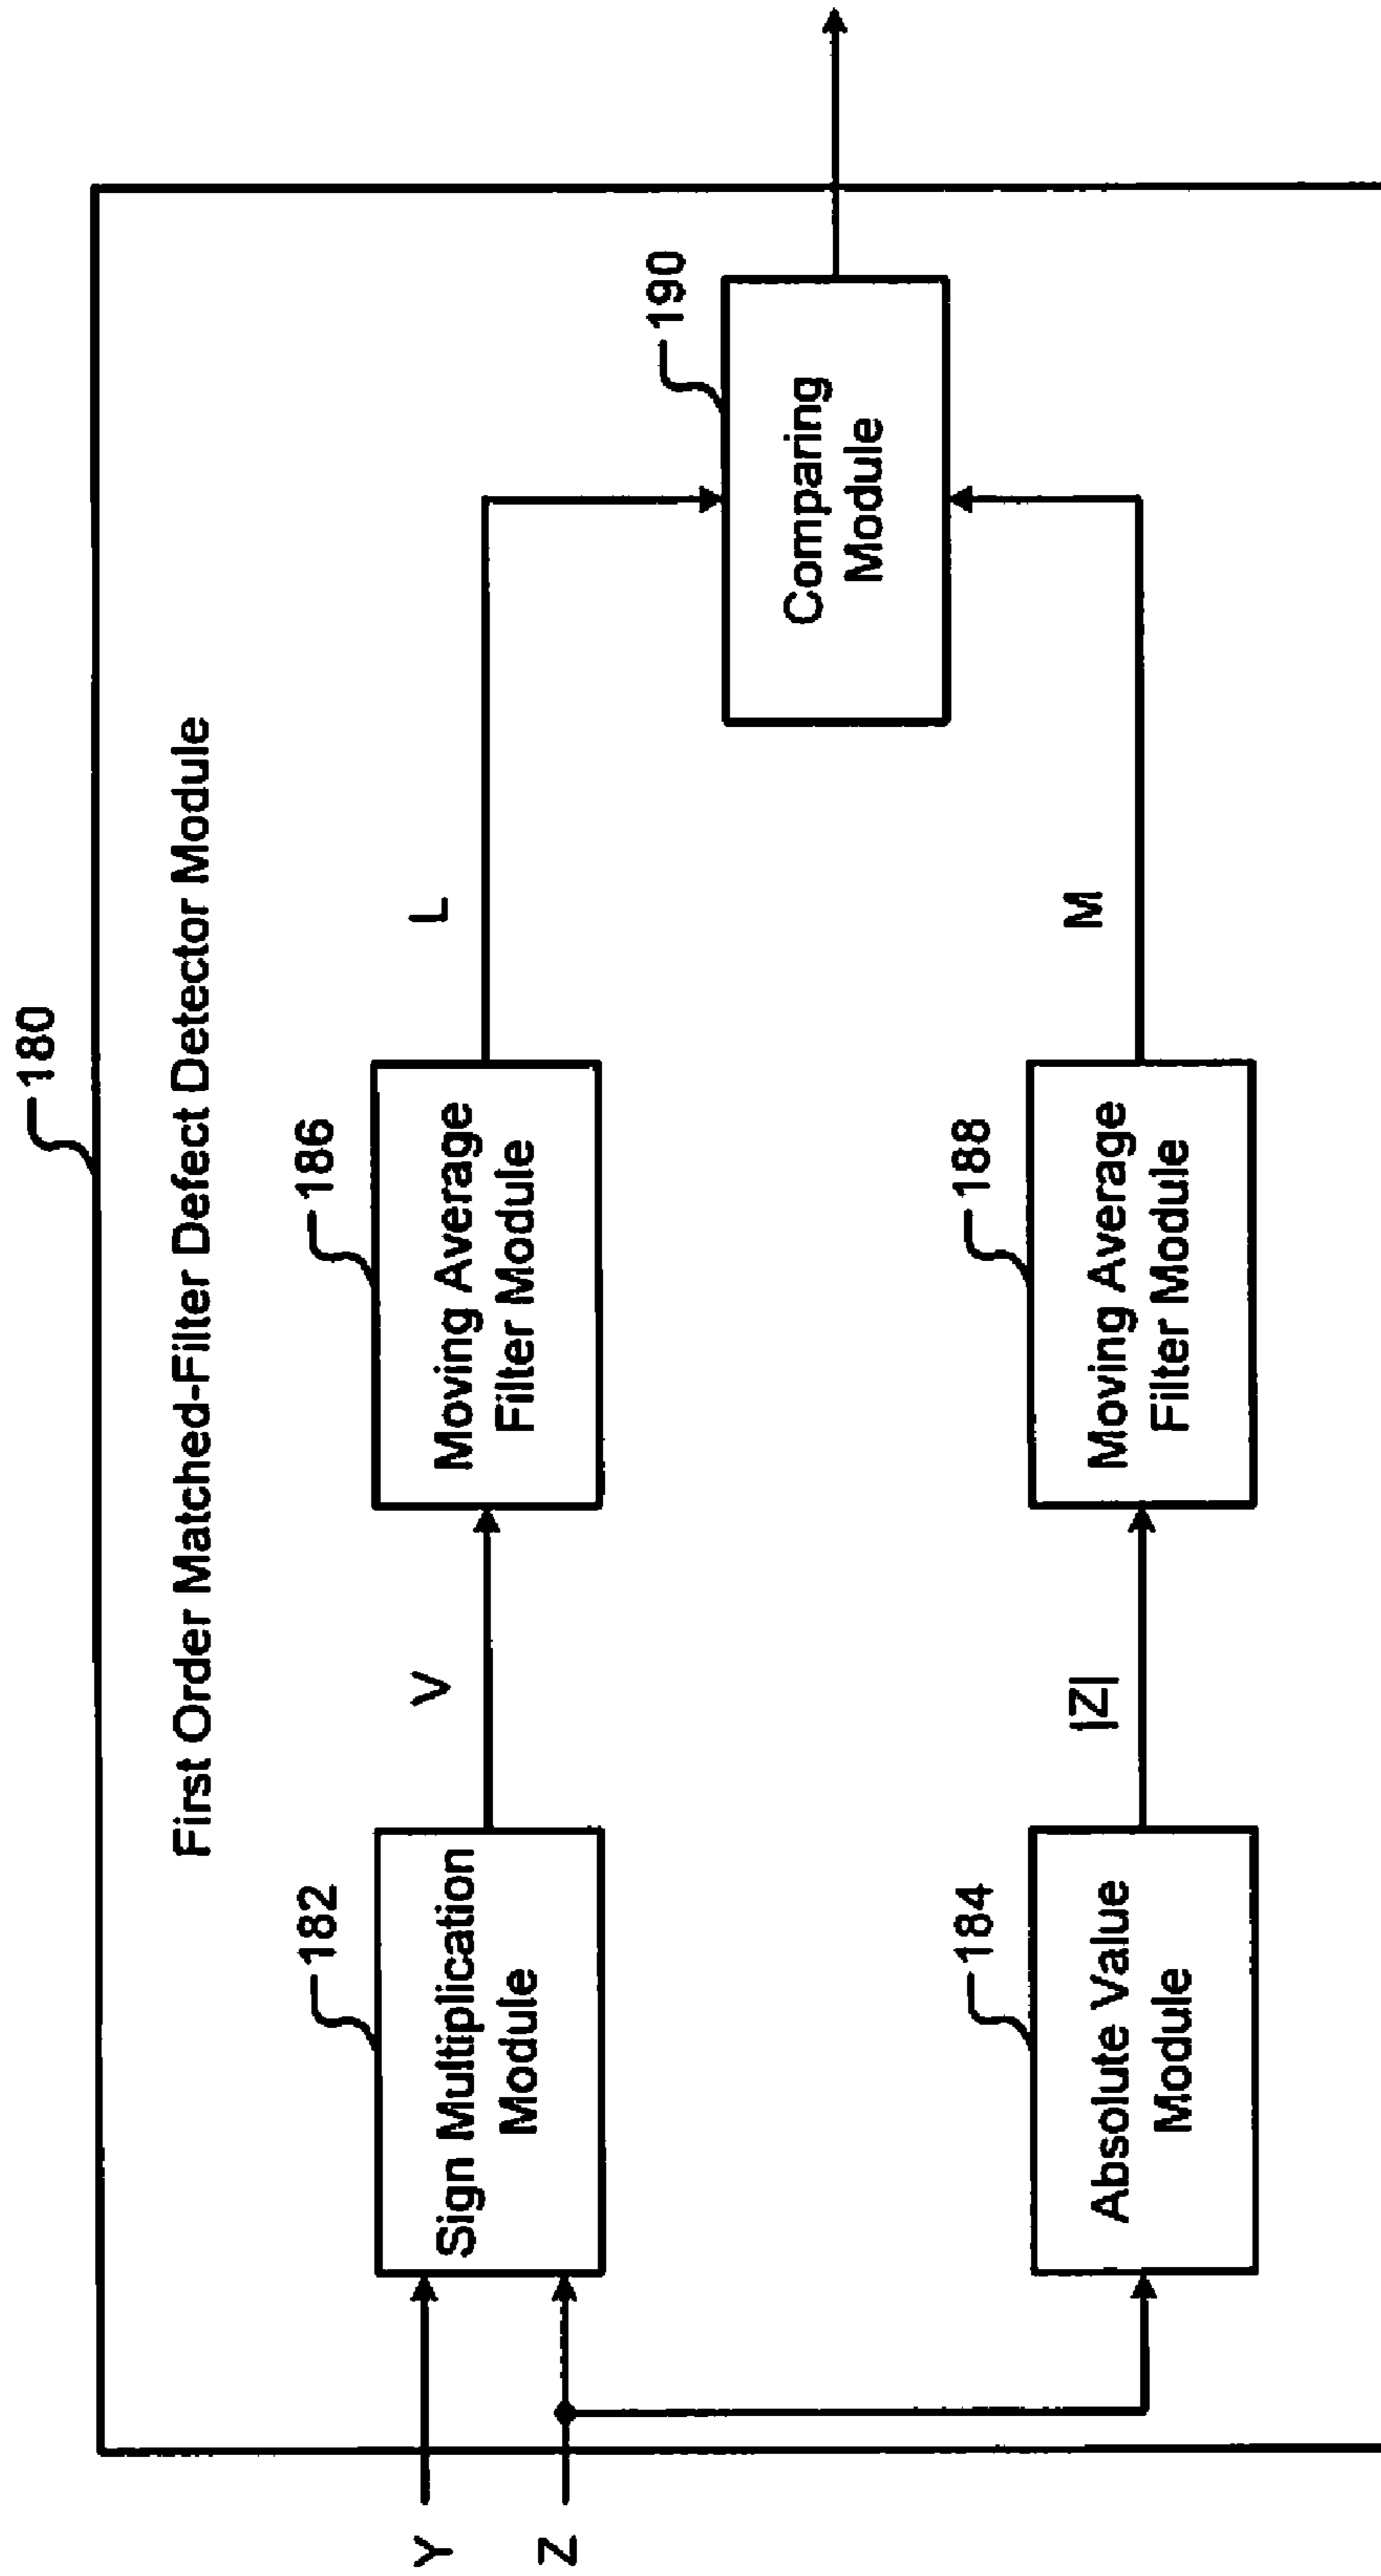 180
First Order Matched-Filter Defect Detector Module
Y
Z
182
Sign Multiplication
Module
V
186
Moving Average
Filter Module
L
190
Comparing
Module
184
Absolute Value
Module
|Z|
188
Moving Average
Filter Module
M